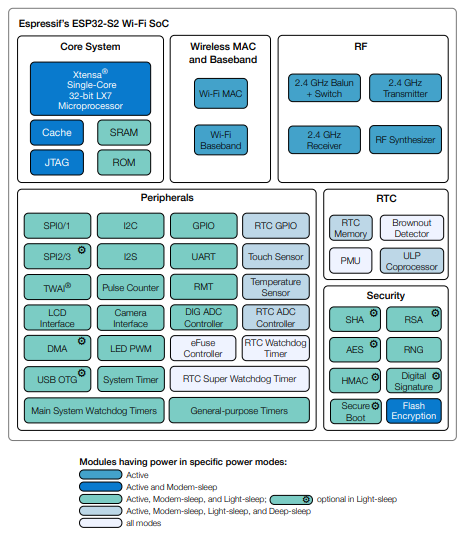 Espressif's ESP32-S2 Wi-Fi SoC
Core System
Xtensa®
Single-Core
32-bit LX7
Microprocessor
Cache
SRAM
JTAG
ROM
Wireless MAC
and Baseband
Wi-Fi MAC
Wi-Fi
Baseband
RF
2.4 GHz Balun
+ Switch
2.4 GHz
Transmitter
2.4 GHz
Receiver
RF Synthesizer
Peripherals
SPI0/1
I2C
GPIO
RTC GPIO
SPI2/3
I2S
UART
Touch Sensor
TWAI®
Pulse Counter
RMT
Temperature
Sensor
LCD
Interface
Camera
Interface
DIG ADC
Controller
RTC ADC
Controller
DMA
LED PWM
eFuse
Controller
RTC Watchdog
Timer
USB OTG
System Timer
RTC Super Watchdog Timer
Main System Watchdog Timers
General-purpose Timers
RTC
RTC
Memory
Brownout
Detector
PMU
ULP
Coprocessor
Security
SHA
RSA
AES
RNG
HMAC
Digital
Signature
Secure
Boot
Flash
Encryption
Modules having power in specific power modes:
Active
Active and Modem-sleep
Active, Modem-sleep, and Light-sleep;
optional in Light-sleep
Active, Modem-sleep, Light-sleep, and Deep-sleep
all modes